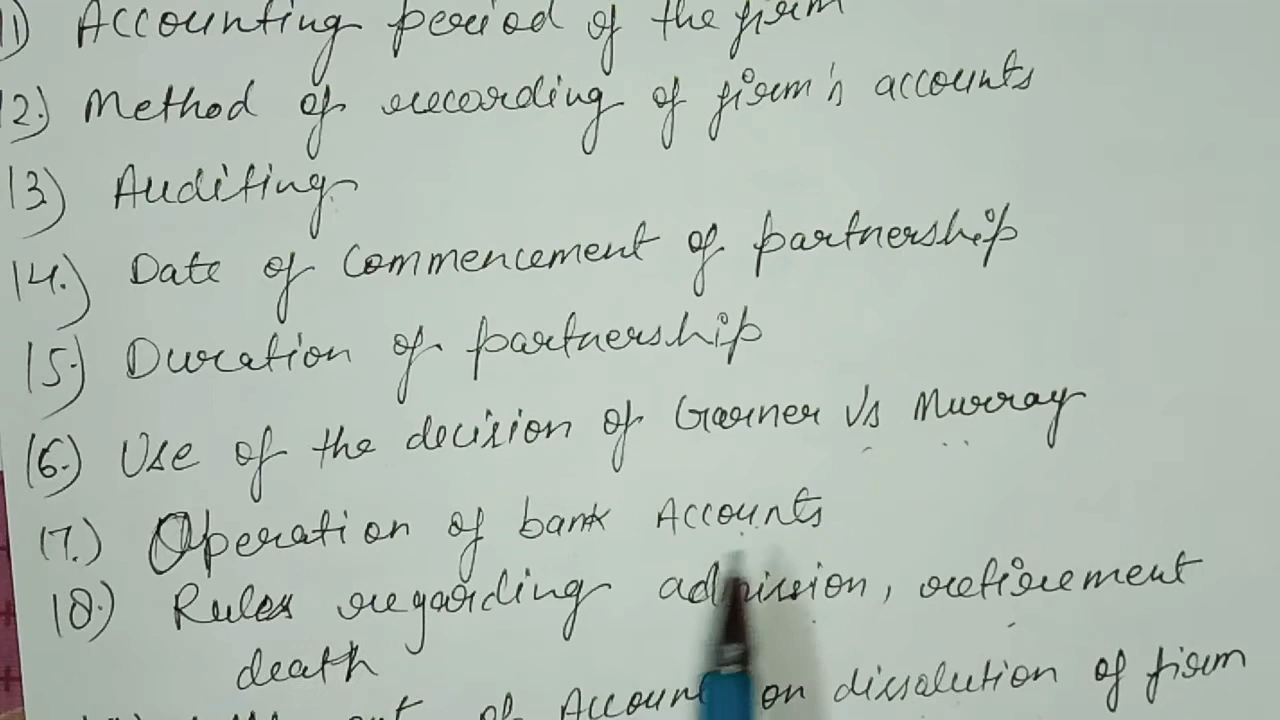 11) Accounting period of the firm
12.) Method of recording of firm's accounts
13) Auditing
14.) Date of Commencement of partnership
15.) Duration of partnership
16.) Use of the decision of Garner Vs Murray
17.) Operation of bank Accounts
18.) Rules regarding admission, retirement
death
of Account on dissolution of firm